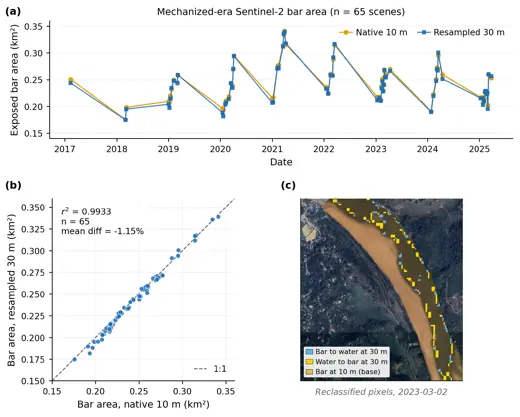 (a)
Mechanized-era Sentinel-2 bar area (n = 65 scenes)
Exposed bar area (km²)
0.35
0.30
0.25
0.20
0.15
Native 10 m
Resampled 30 m
2017
2018
2019
2020
2021
2022
2023
2024
2025
Date
(b)
Bar area, resampled 30 m (km²)
0.350
0.325
0.300
0.275
0.250
0.225
0.200
0.175
0.150
r² = 0.9933
n = 65
mean diff = -1.15%
1:1
0.15
0.20
0.25
0.30
0.35
Bar area, native 10 m (km²)
(c)
Bar to water at 30 m
Water to bar at 30 m
Bar at 10 m (base)
Reclassified pixels, 2023-03-02